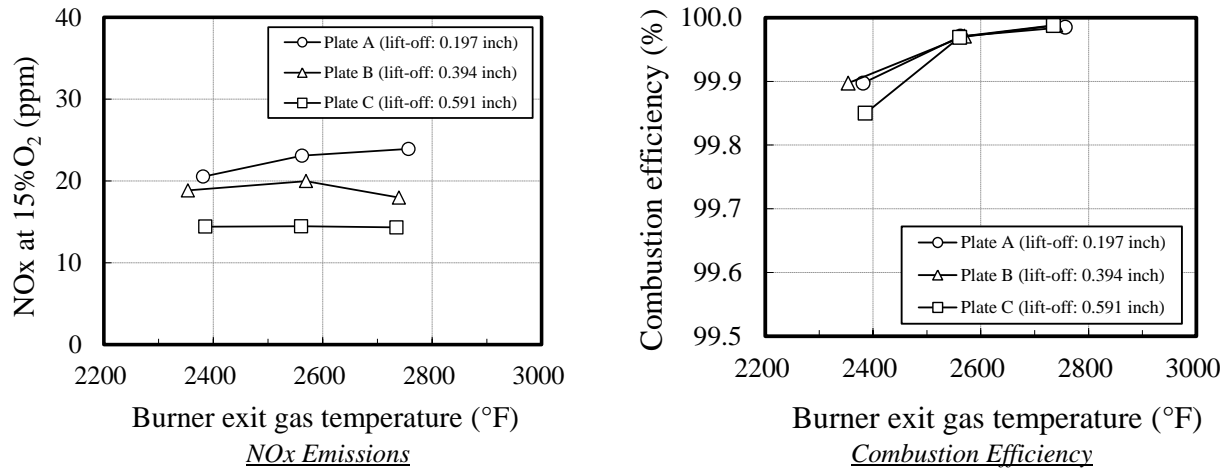 NOx at 15%O2 (ppm)
40
30
20
10
0
Plate A (lift-off: 0.197 inch)
Plate B (lift-off: 0.394 inch)
Plate C (lift-off: 0.591 inch)
2200 2400 2600 2800 3000
Burner exit gas temperature (°F)
NOx Emissions
Combustion efficiency (%)
100.0
99.9
99.8
99.7
99.6
99.5
Plate A (lift-off: 0.197 inch)
Plate B (lift-off: 0.394 inch)
Plate C (lift-off: 0.591 inch)
2200 2400 2600 2800 3000
Burner exit gas temperature (°F)
Combustion Efficiency